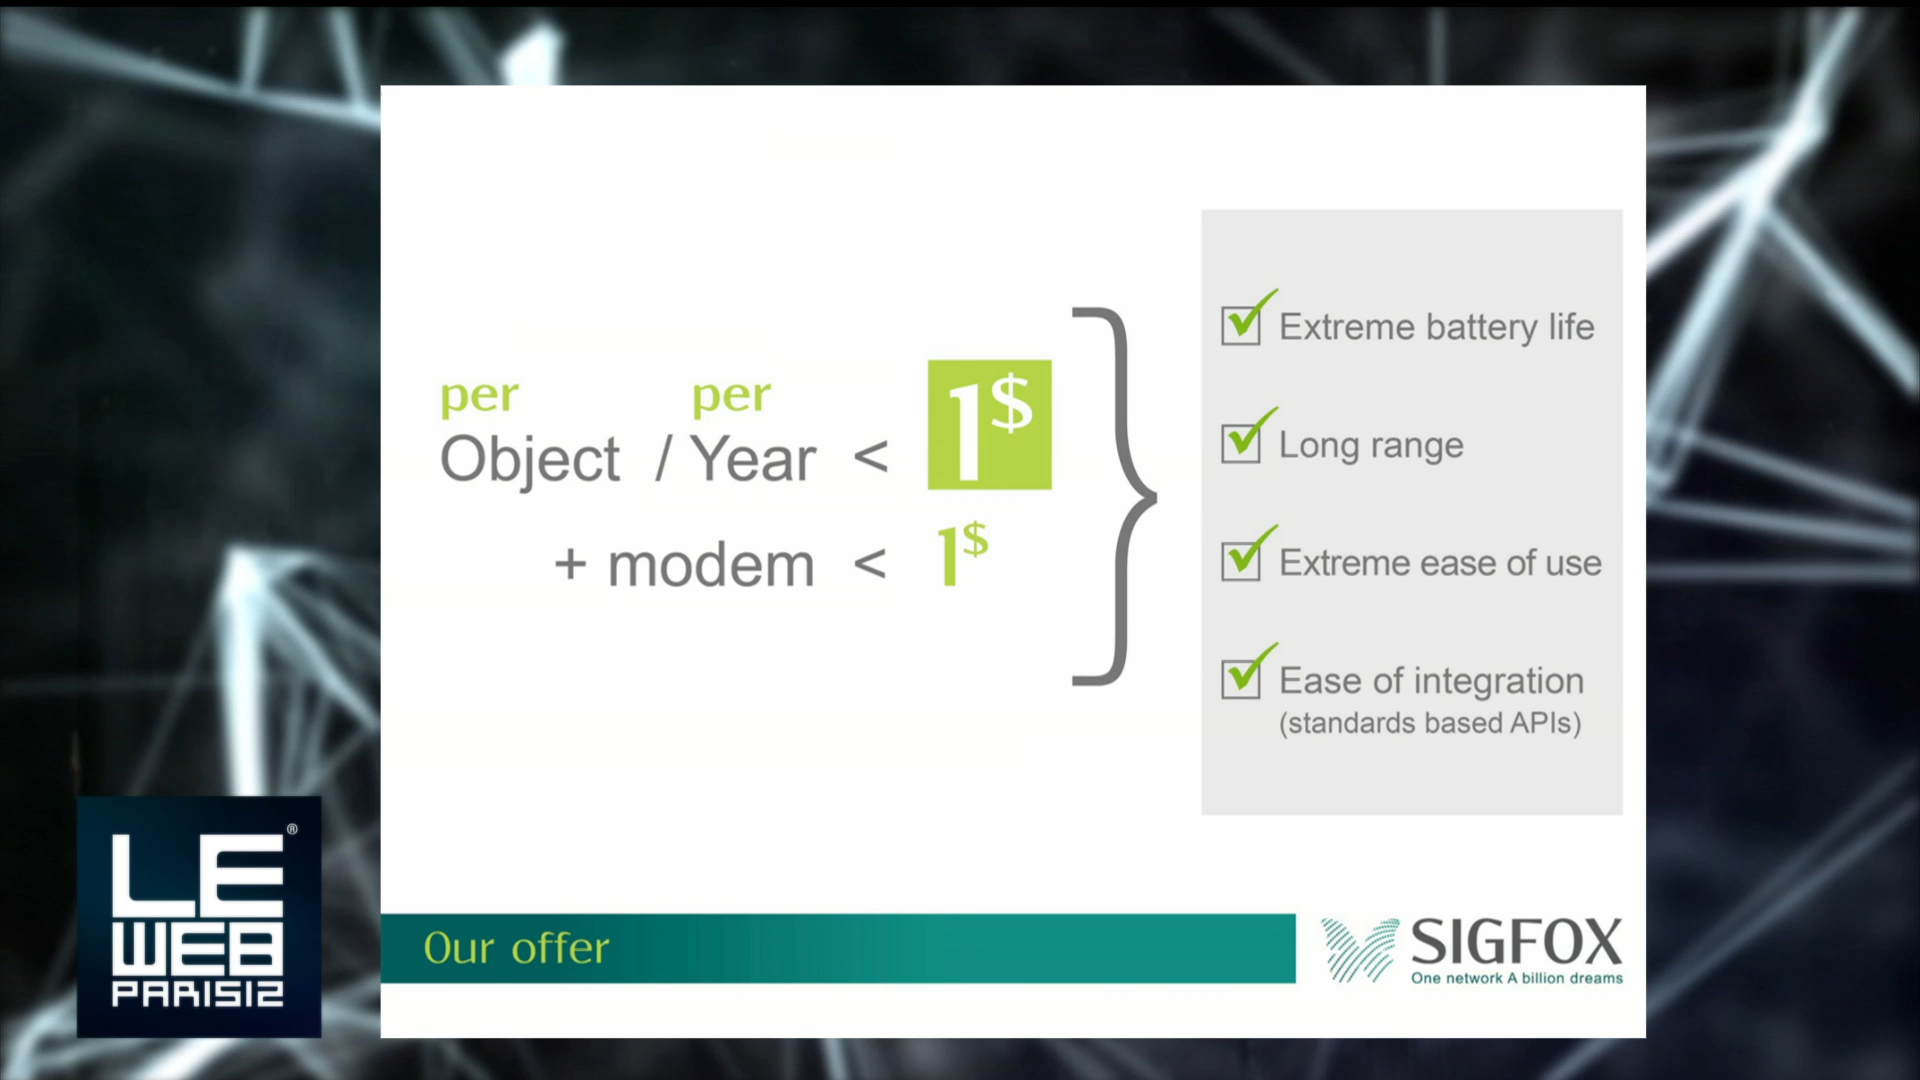 per per
Object / Year < 1$
+ modem < 1$
Extreme battery life
Long range
Extreme ease of use
Ease of integration
(standards based APIs)
Our offer
SIGFOX
One network A billion dreams
LE®
WEB
PARIS12